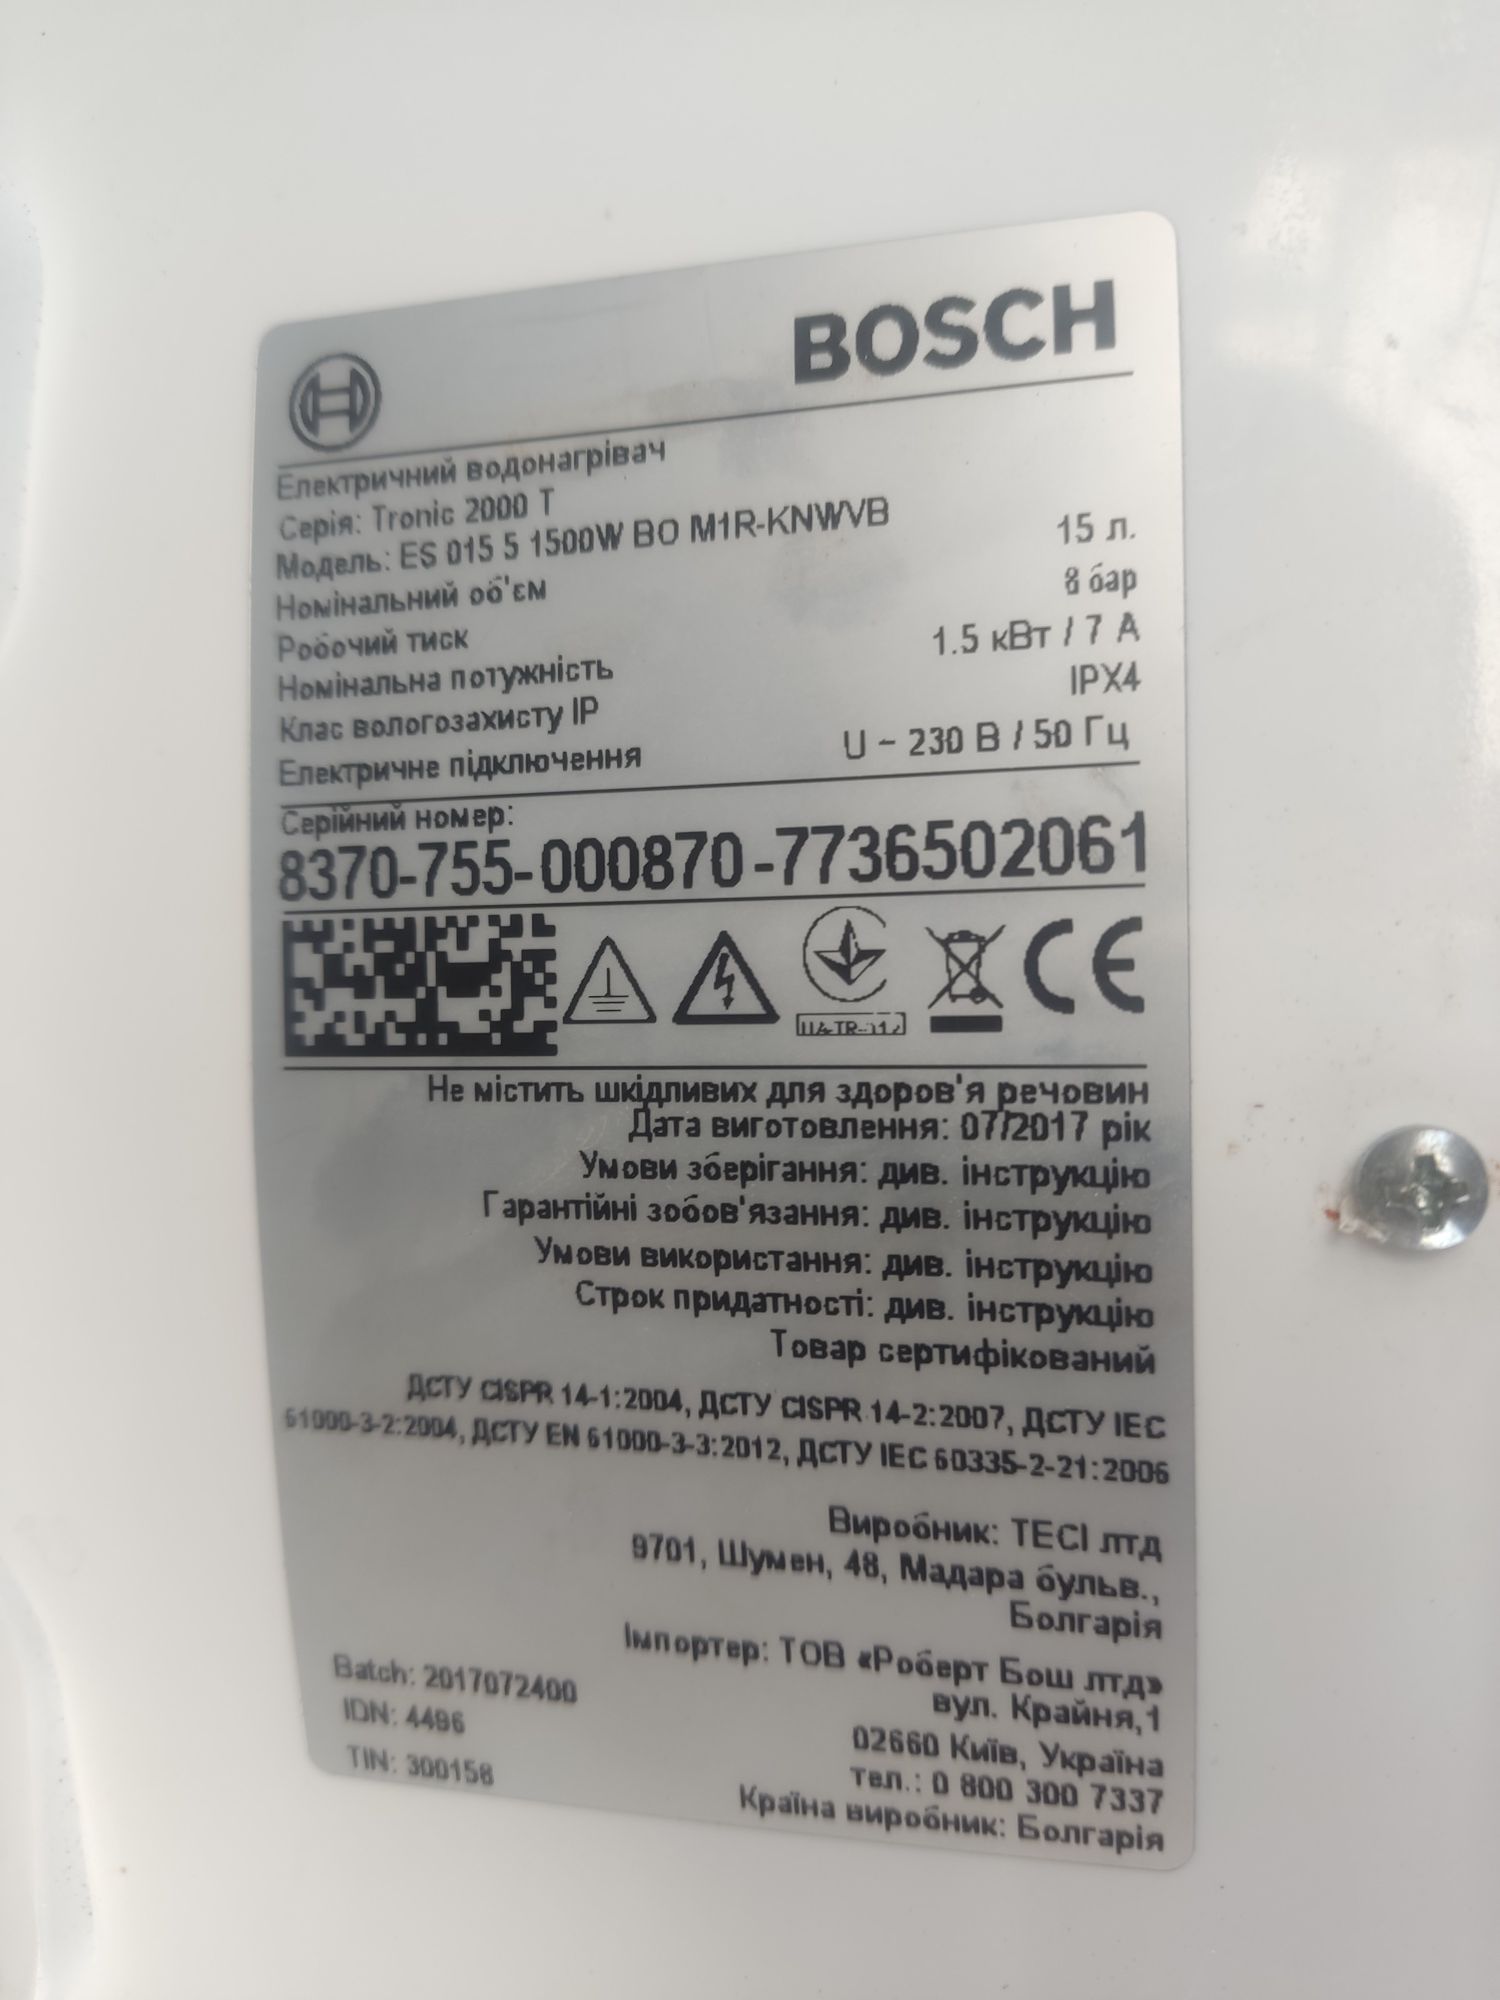 BOSCH
Електричний водонагрівач
Серія: Tronic 2000 T
Модель: ES 015 5 1500W BO M1R-KNWVB
Номінальний об'єм 15 л.
Робочий тиск 8 бар
Номінальна потужність 1.5 кВт / 7 А
Клас вологозахисту IP IPX4
Електричне підключення U ~ 230 В / 50 Гц
Серійний номер:
8370-755-000870-7736502061
CE
Не містить шкідливих для здоров'я речовин
Дата виготовлення: 07/2017 рік
Умови зберігання: див. інструкцію
Гарантійні зобов'язання: див. інструкцію
Умови використання: див. інструкцію
Строк придатності: див. інструкцію
Товар сертифікований
ДСТУ CISPR 14-1:2004, ДСТУ CISPR 14-2:2007, ДСТУ IEC
61000-3-2:2004, ДСТУ EN 61000-3-3:2012, ДСТУ IEC 60335-2-21:2006
Виробник: TECI лтд
9701, Шумен, 48, Мадара бульв.,
Болгарія
Імпортер: ТОВ «Роберт Бош лтд»
вул. Крайня,1
02660 Київ, Україна
тел.: 0 800 300 7337
Країна виробник: Болгарія
Batch: 2017072400
IDN: 4496
TIN: 300158